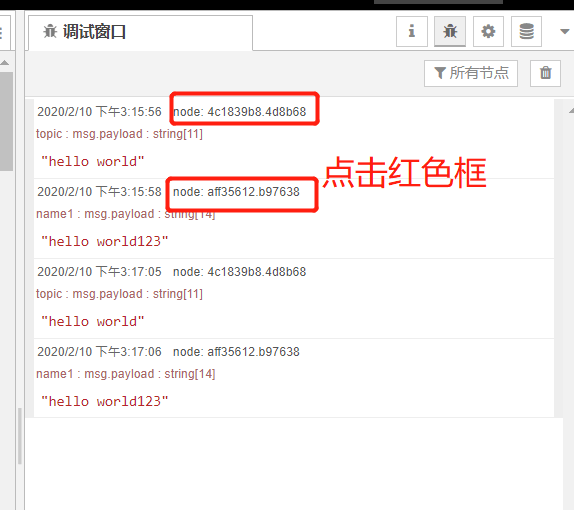 调试窗口
所有节点
2020/2/10 下午3:15:56 node: 4c1839b8.4d8b68
topic : msg.payload : string[11]
"hello world"
点击红色框
2020/2/10 下午3:15:58 node: aff35612.b97638
name1 : msg.payload : string[14]
"hello world123"
2020/2/10 下午3:17:05 node: 4c1839b8.4d8b68
topic : msg.payload : string[11]
"hello world"
2020/2/10 下午3:17:06 node: aff35612.b97638
name1 : msg.payload : string[14]
"hello world123"